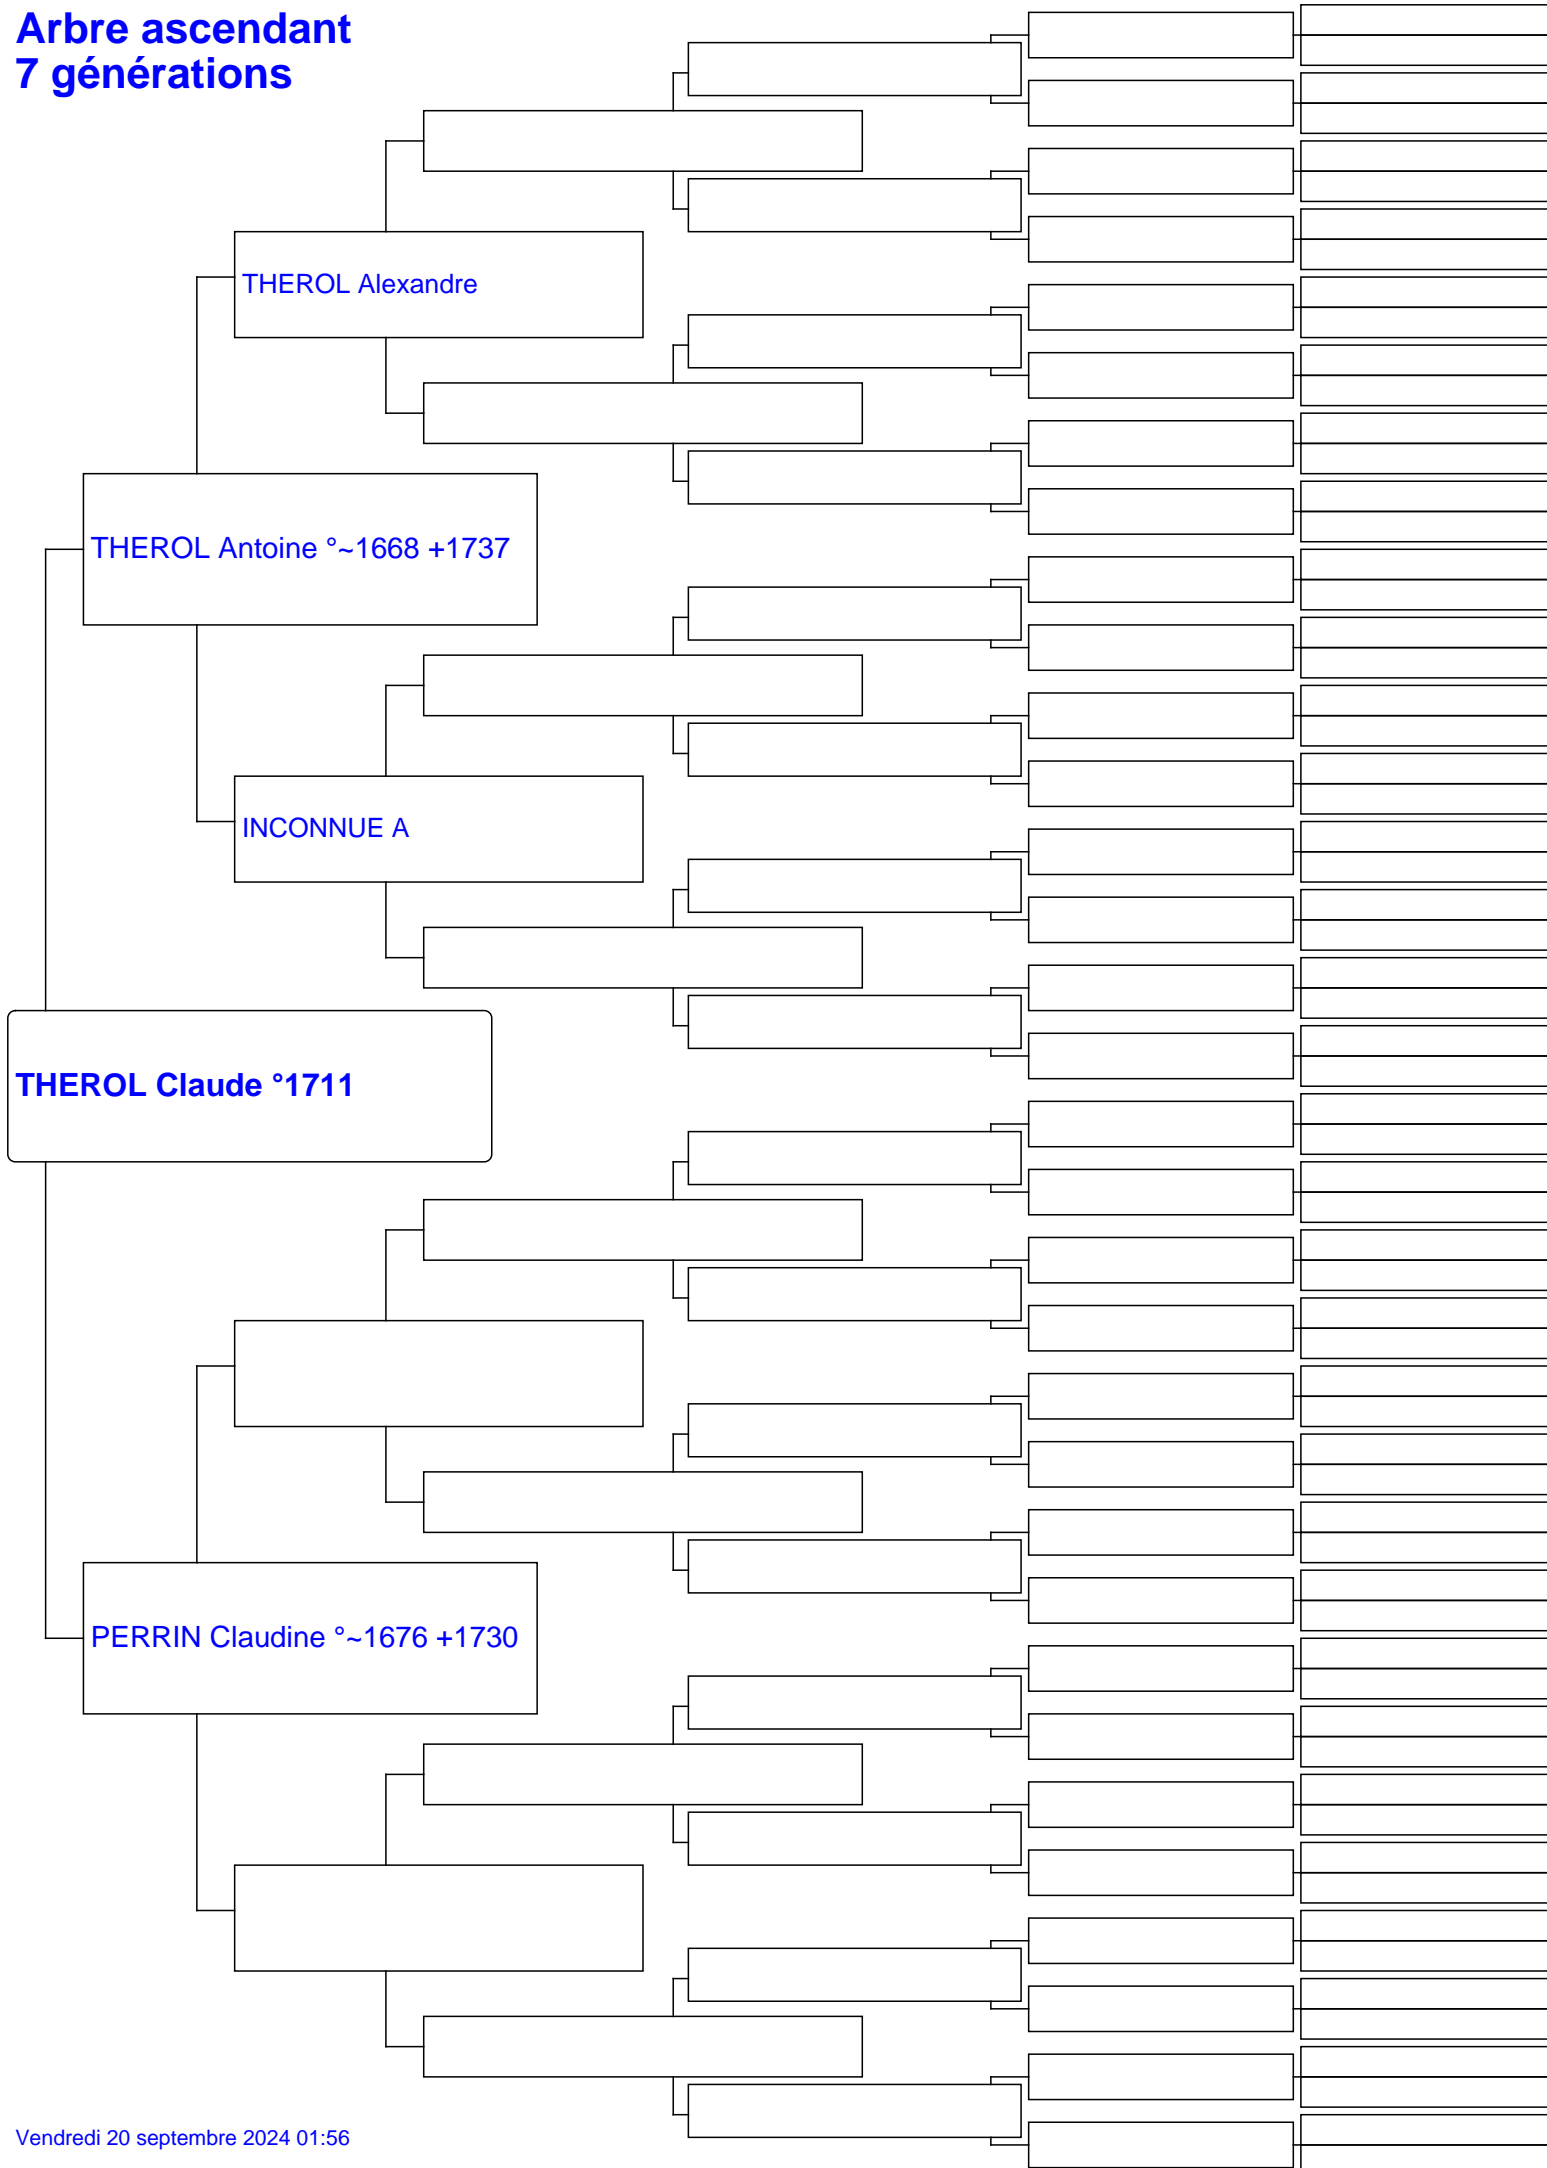 Arbre ascendant
7 générations
THEROL Alexandre
THEROL Antoine °~1668 +1737
INCONNUE A
THEROL Claude °1711
PERRIN Claudine °~1676 +1730
Vendredi 20 septembre 2024 01:56